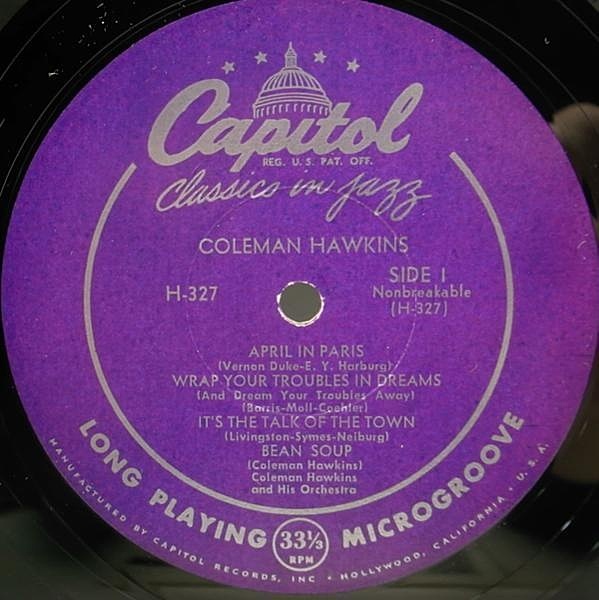 Capitol
REG. U.S. PAT. OFF.
Classics in Jazz
COLEMAN HAWKINS
H-327
SIDE 1
Nonbreakable
(H-327)
APRIL IN PARIS
(Vernon Duke-E. Y. Harburg)
WRAP YOUR TROUBLES IN DREAMS
(And Dream Your Troubles Away)
(Barris-Moll-Coehler)
IT'S THE TALK OF THE TOWN
(Livingston-Symes-Neiburg)
BEAN SOUP
(Coleman Hawkins)
Coleman Hawkins
and His Orchestra
LONG PLAYING 33⅓ RPM MICROGROOVE
MANUFACTURED BY CAPITOL RECORDS, INC • HOLLYWOOD, CALIFORNIA • U.S.A.